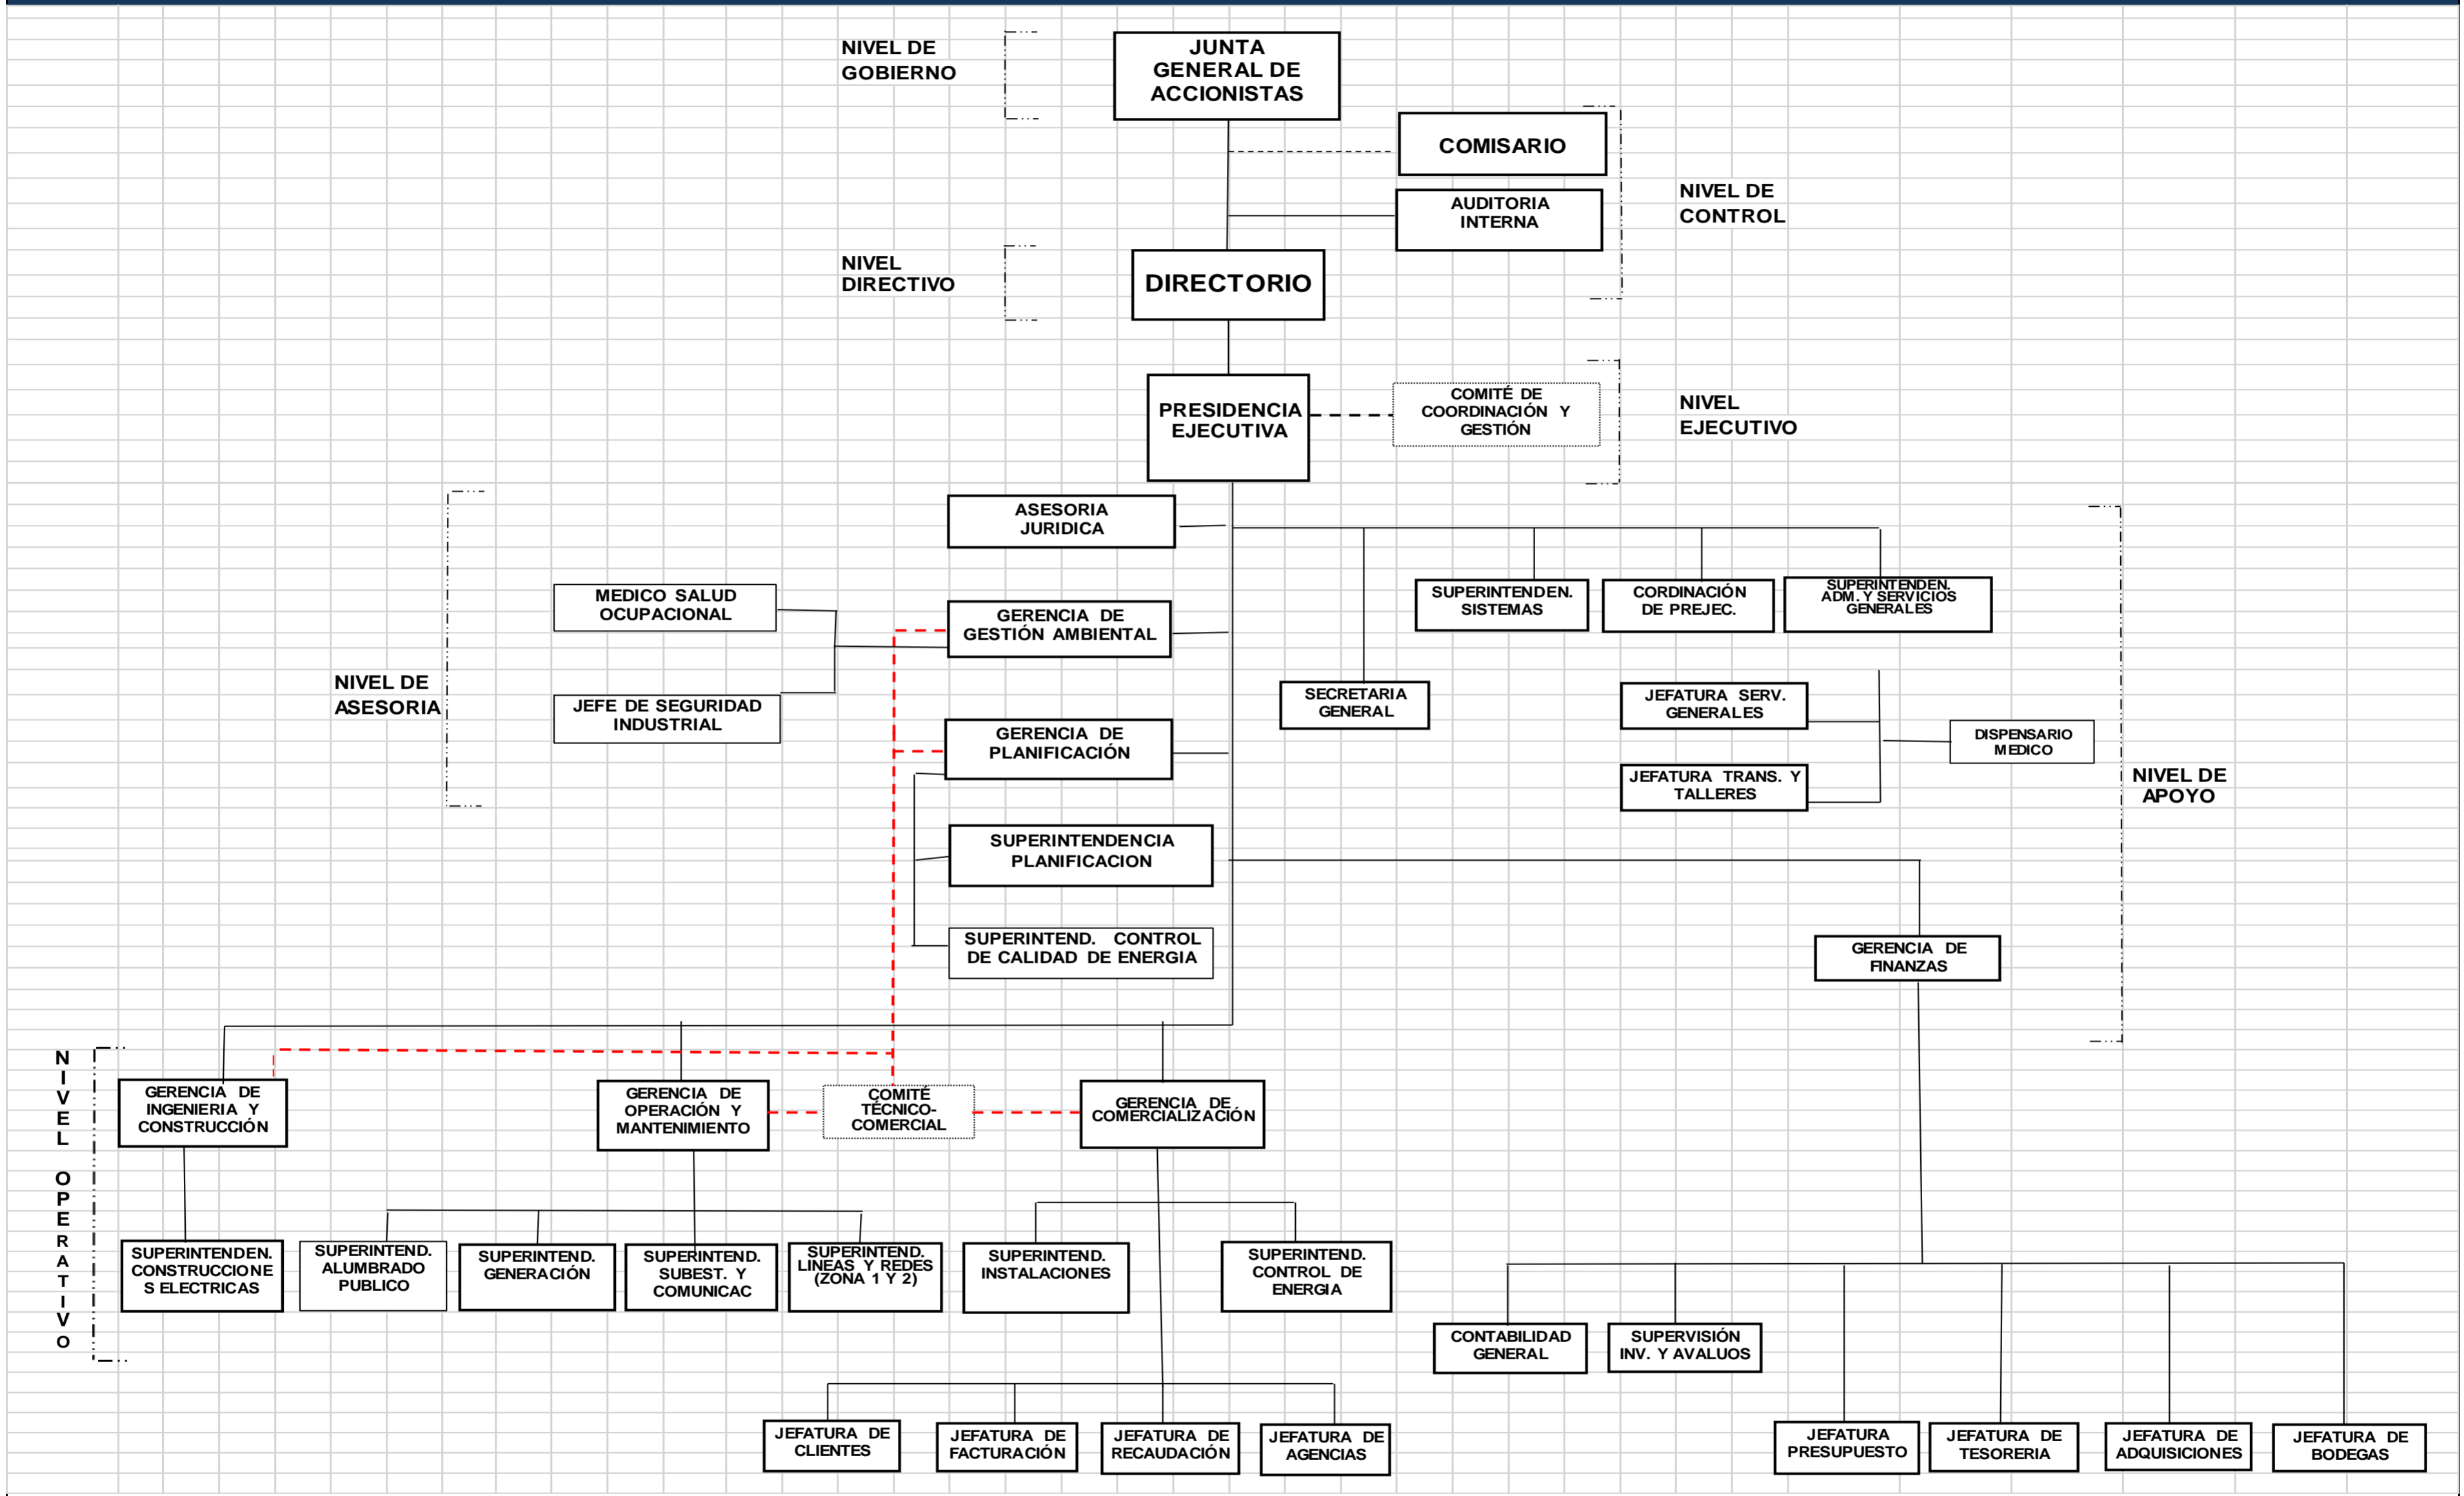 NIVEL DE
GOBIERNO
JUNTA
GENERAL DE
ACCIONISTAS
COMISARIO
AUDITORIA
INTERNA
NIVEL DE
CONTROL
NIVEL
DIRECTIVO
DIRECTORIO
PRESIDENCIA
EJECUTIVA
COMITÉ DE
COORDINACIÓN Y
GESTIÓN
NIVEL
EJECUTIVO
ASESORIA
JURIDICA
MEDICO SALUD
OCUPACIONAL
GERENCIA DE
GESTIÓN AMBIENTAL
SUPERINTENDEN.
SISTEMAS
CORDINACIÓN
DE PREJEC.
SUPERINTENDEN.
ADM. Y SERVICIOS
GENERALES
NIVEL DE
ASESORIA
JEFE DE SEGURIDAD
INDUSTRIAL
SECRETARIA
GENERAL
JEFATURA SERV.
GENERALES
GERENCIA DE
PLANIFICACIÓN
DISPENSARIO
MEDICO
JEFATURA TRANS. Y
TALLERES
NIVEL DE
APOYO
SUPERINTENDENCIA
PLANIFICACION
SUPERINTEND. CONTROL
DE CALIDAD DE ENERGIA
GERENCIA DE
FINANZAS
N
I
V
E
L
O
P
E
R
A
T
I
V
O
GERENCIA DE
INGENIERIA Y
CONSTRUCCIÓN
GERENCIA DE
OPERACIÓN Y
MANTENIMIENTO
COMITÉ
TÉCNICO-
COMERCIAL
GERENCIA DE
COMERCIALIZACIÓN
SUPERINTENDEN.
CONSTRUCCIONE
S ELECTRICAS
SUPERINTEND.
ALUMBRADO
PUBLICO
SUPERINTEND.
GENERACIÓN
SUPERINTEND.
SUBEST. Y
COMUNICAC
SUPERINTEND.
LINEAS Y REDES
(ZONA 1 Y 2)
SUPERINTEND.
INSTALACIONES
SUPERINTEND.
CONTROL DE
ENERGIA
CONTABILIDAD
GENERAL
SUPERVISIÓN
INV. Y AVALUOS
JEFATURA DE
CLIENTES
JEFATURA DE
FACTURACIÓN
JEFATURA DE
RECAUDACIÓN
JEFATURA DE
AGENCIAS
JEFATURA
PRESUPUESTO
JEFATURA DE
TESORERIA
JEFATURA DE
ADQUISICIONES
JEFATURA DE
BODEGAS